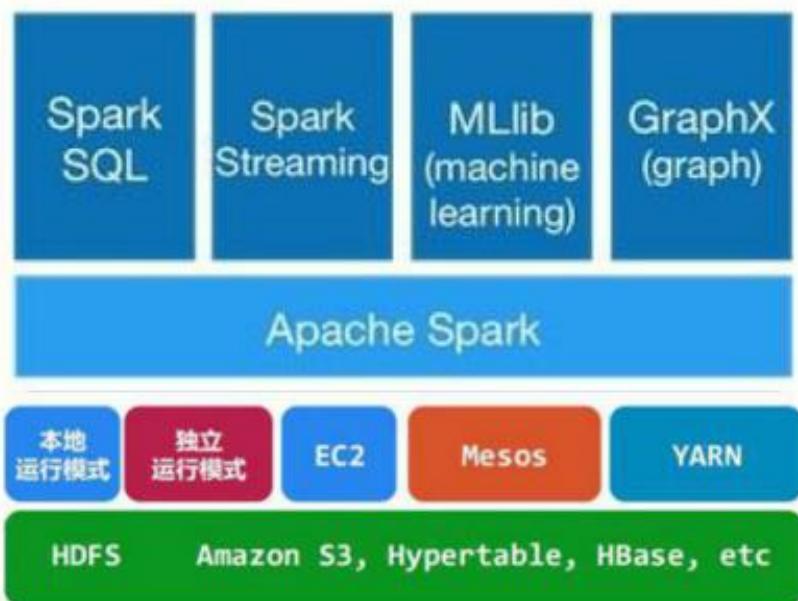 Spark
SQL
Spark
Streaming
MLlib
(machine
learning)
GraphX
(graph)
Apache Spark
本地
运行模式
独立
运行模式
EC2
Mesos
YARN
HDFS Amazon S3, Hypertable, HBase, etc